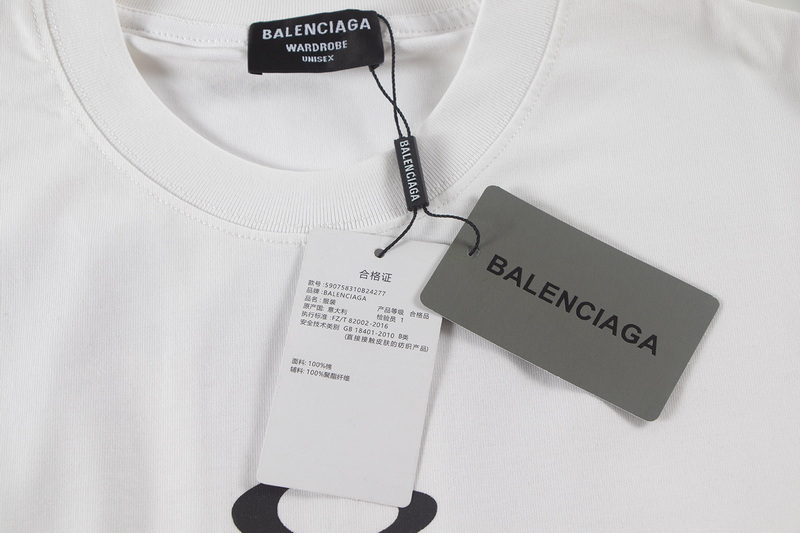 BALENCIAGA
WARDROBE
UNISEX
BALENCIAGA
合格证
款号:590758310B24277
品牌:BALENCIAGA
品名:服装 产品等级 合格品
原产国:意大利 检验员 1
执行标准:FZ/T 82002-2016
安全技术类别 GB 18401-2010 B类
(直接接触皮肤的纺织产品)
面料:100%棉
辅料:100%聚酯纤维
BALENCIAGA